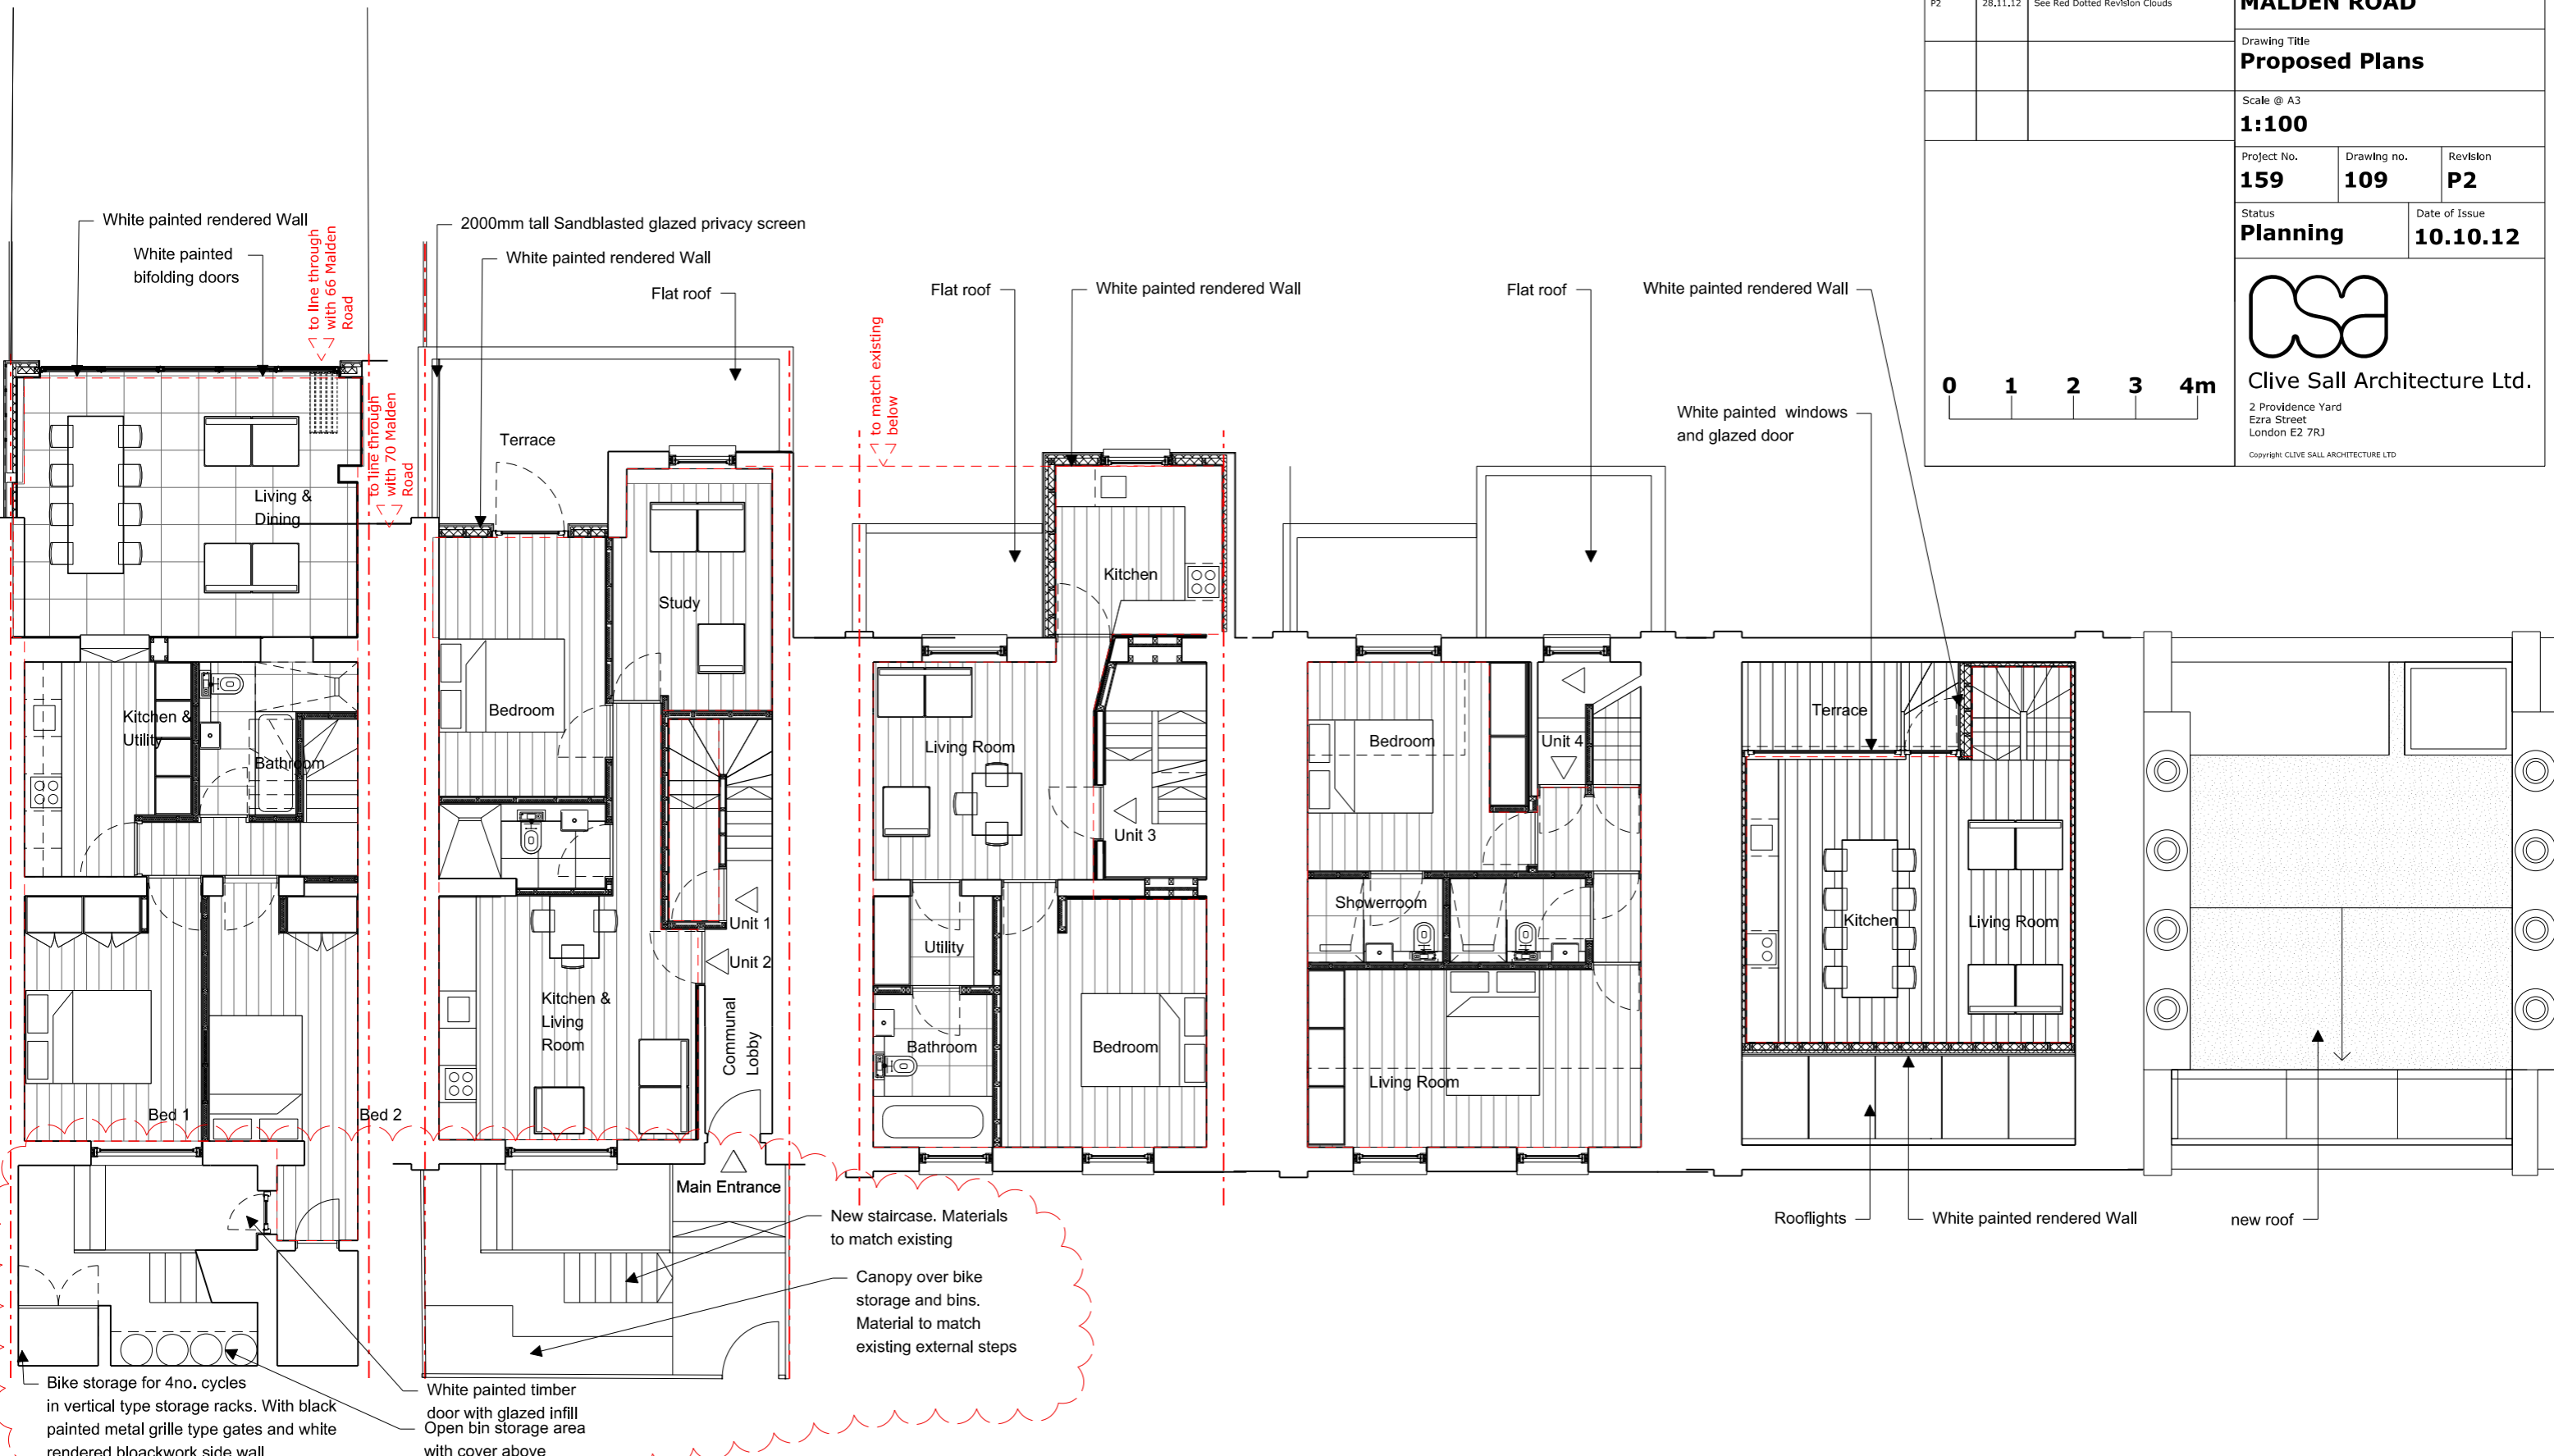 P2 28.11.12 See Red Dotted Revision Clouds
MALDEN ROAD
Drawing Title
Proposed Plans
Scale @ A3
1:100
Project No. Drawing no. Revision
159 109 P2
Status Date of Issue
Planning 10.10.12
csa
Clive Sall Architecture Ltd.
2 Providence Yard
Ezra Street
London E2 7RJ
Copyright CLIVE SALL ARCHITECTURE LTD
0 1 2 3 4m
White painted rendered Wall
White painted
bifolding doors
to line through
with 66 Malden
Road
to line through
with 70 Malden
Road
Living &
Dining
Kitchen &
Utility
Bathroom
Bed 1
Bed 2
Bike storage for 4no. cycles
in vertical type storage racks. With black
painted metal grille type gates and white
rendered bloackwork side wall
White painted timber
door with glazed infill
Open bin storage area
with cover above
2000mm tall Sandblasted glazed privacy screen
White painted rendered Wall
Flat roof
Terrace
Study
Bedroom
Unit 1
Unit 2
Kitchen &
Living
Room
Communal
Lobby
Main Entrance
New staircase. Materials
to match existing
Canopy over bike
storage and bins.
Material to match
existing external steps
to match existing
below
Flat roof
White painted rendered Wall
Kitchen
Living Room
Unit 3
Utility
Bathroom
Bedroom
Flat roof
Bedroom
Unit 4
Showerroom
Living Room
White painted rendered Wall
White painted windows
and glazed door
Terrace
Kitchen
Living Room
Rooflights
White painted rendered Wall
new roof